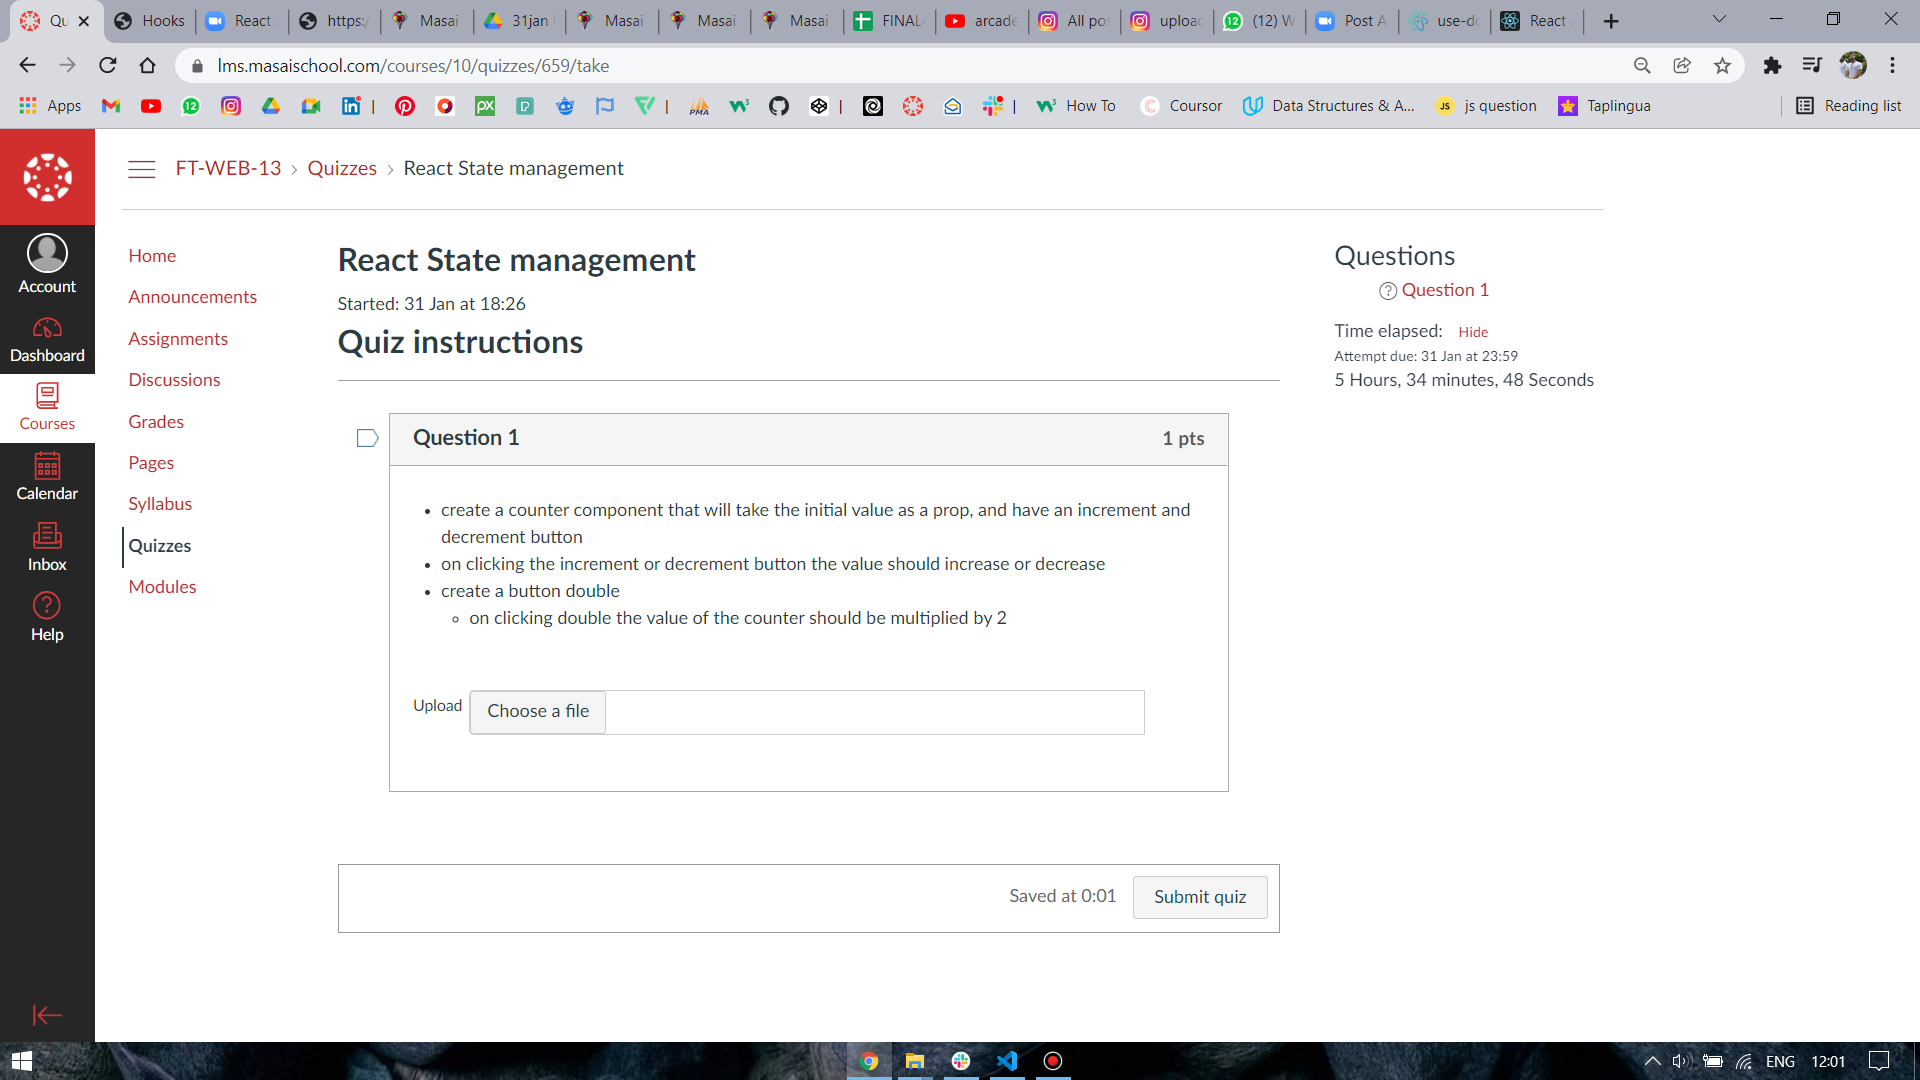 Qu
Hooks
React
https:/
Masai
31jan
Masai
Masai
Masai
FINAL
arcade
All po
upload
(12) W
Post A
use-d
React
lms.masaischool.com/courses/10/quizzes/659/take
Apps
How To
Coursor
Data Structures & A...
js question
Taplingua
Reading list
FT-WEB-13 › Quizzes › React State management
Account
Dashboard
Courses
Calendar
Inbox
Help
Home
Announcements
Assignments
Discussions
Grades
Pages
Syllabus
Quizzes
Modules
React State management
Started: 31 Jan at 18:26
Quiz instructions
Question 1 1 pts
• create a counter component that will take the initial value as a prop, and have an increment and
decrement button
• on clicking the increment or decrement button the value should increase or decrease
• create a button double
◦ on clicking double the value of the counter should be multiplied by 2
Upload Choose a file
Saved at 0:01 Submit quiz
Questions
Question 1
Time elapsed: Hide
Attempt due: 31 Jan at 23:59
5 Hours, 34 minutes, 48 Seconds
ENG 12:01